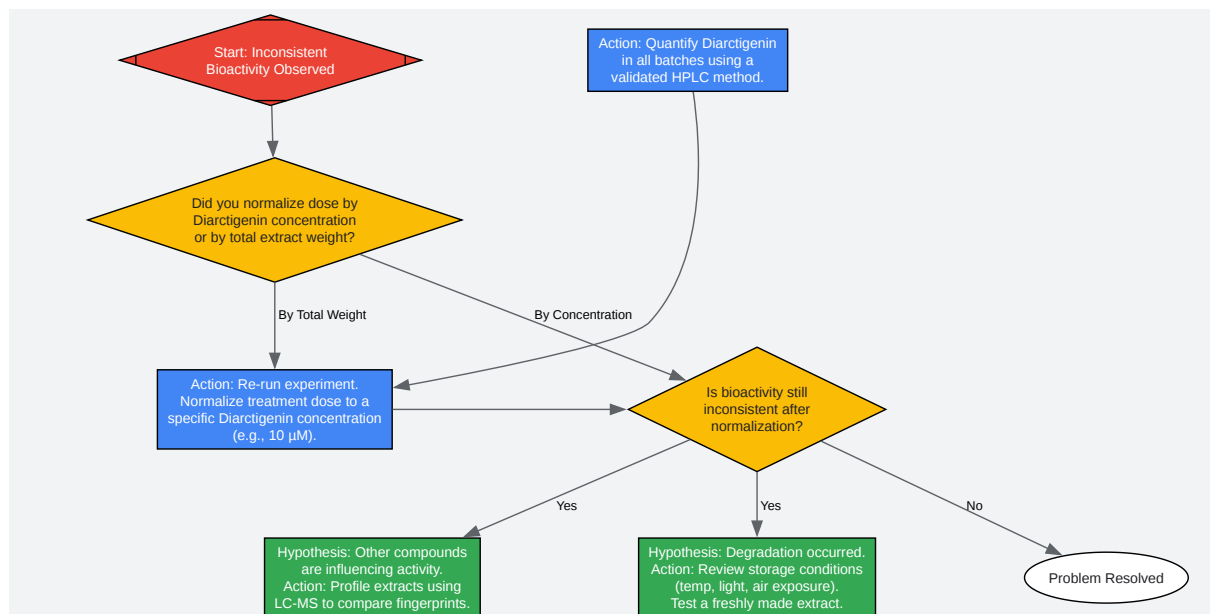 Start: Inconsistent
Bioactivity Observed
Action: Quantify Diarctigenin
in all batches using a
validated HPLC method.
Did you normalize dose by
Diarctigenin concentration
or by total extract weight?
By Total Weight
By Concentration
Action: Re-run experiment.
Normalize treatment dose to a
specific Diarctigenin concentration
(e.g., 10 µM).
Is bioactivity still
inconsistent after
normalization?
Yes
Yes
No
Hypothesis: Other compounds
are influencing activity.
Action: Profile extracts using
LC-MS to compare fingerprints.
Hypothesis: Degradation occurred.
Action: Review storage conditions
(temp, light, air exposure).
Test a freshly made extract.
Problem Resolved